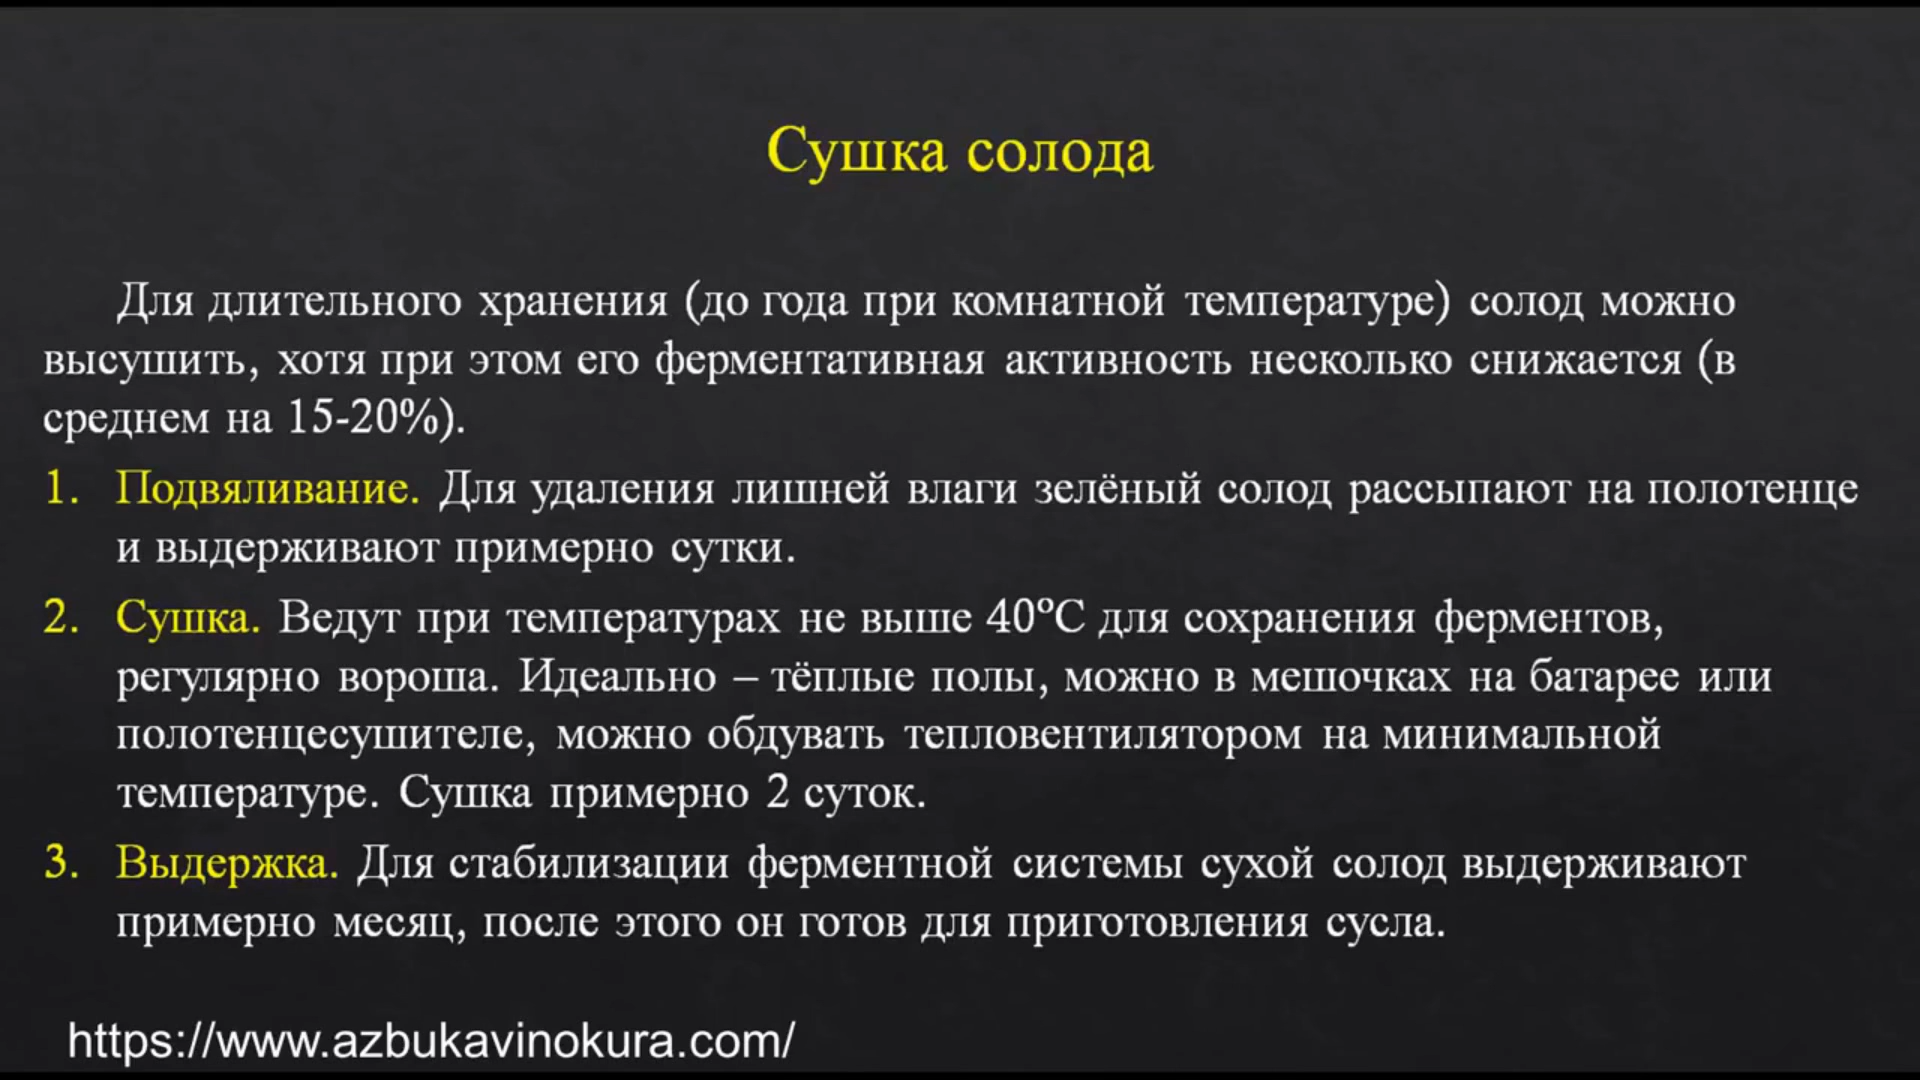 Сушка солода
Для длительного хранения (до года при комнатной температуре) солод можно
высушить, хотя при этом его ферментативная активность несколько снижается (в
среднем на 15-20%).
1. Подвяливание. Для удаления лишней влаги зелёный солод рассыпают на полотенце
и выдерживают примерно сутки.
2. Сушка. Ведут при температурах не выше 40°С для сохранения ферментов,
регулярно вороша. Идеально – тёплые полы, можно в мешочках на батарее или
полотенцесушителе, можно обдувать тепловентилятором на минимальной
температуре. Сушка примерно 2 суток.
3. Выдержка. Для стабилизации ферментной системы сухой солод выдерживают
примерно месяц, после этого он готов для приготовления сусла.
https://www.azbukavinokura.com/